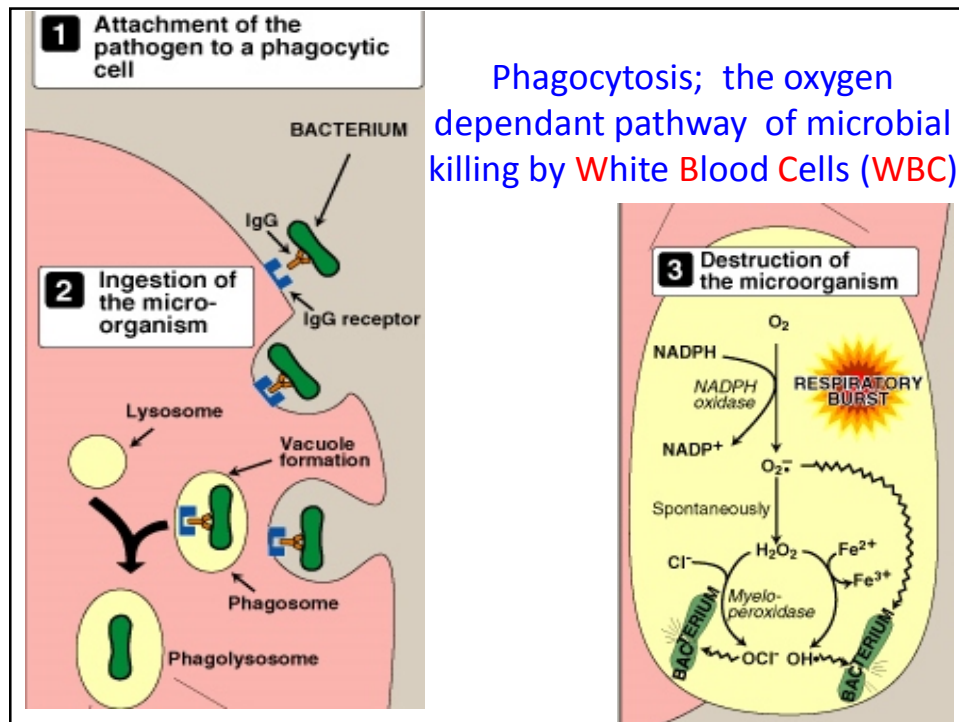 1 Attachment of the
pathogen to a phagocytic
cell
Phagocytosis; the oxygen
dependant pathway of microbial
killing by White Blood Cells (WBC)
BACTERIUM
IgG
2 Ingestion of
the micro-
organism
IgG receptor
Lysosome
Vacuole
formation
Phagosome
Phagolysosome
3 Destruction of
the microorganism
O₂
NADPH
NADPH
oxidase
RESPIRATORY
BURST
NADP⁺
O₂•⁻
Spontaneously
H₂O₂
Fe²⁺
Cl⁻
Fe³⁺
Myelo-
peroxidase
BACTERIUM
OCl⁻ OH•
BACTERIUM